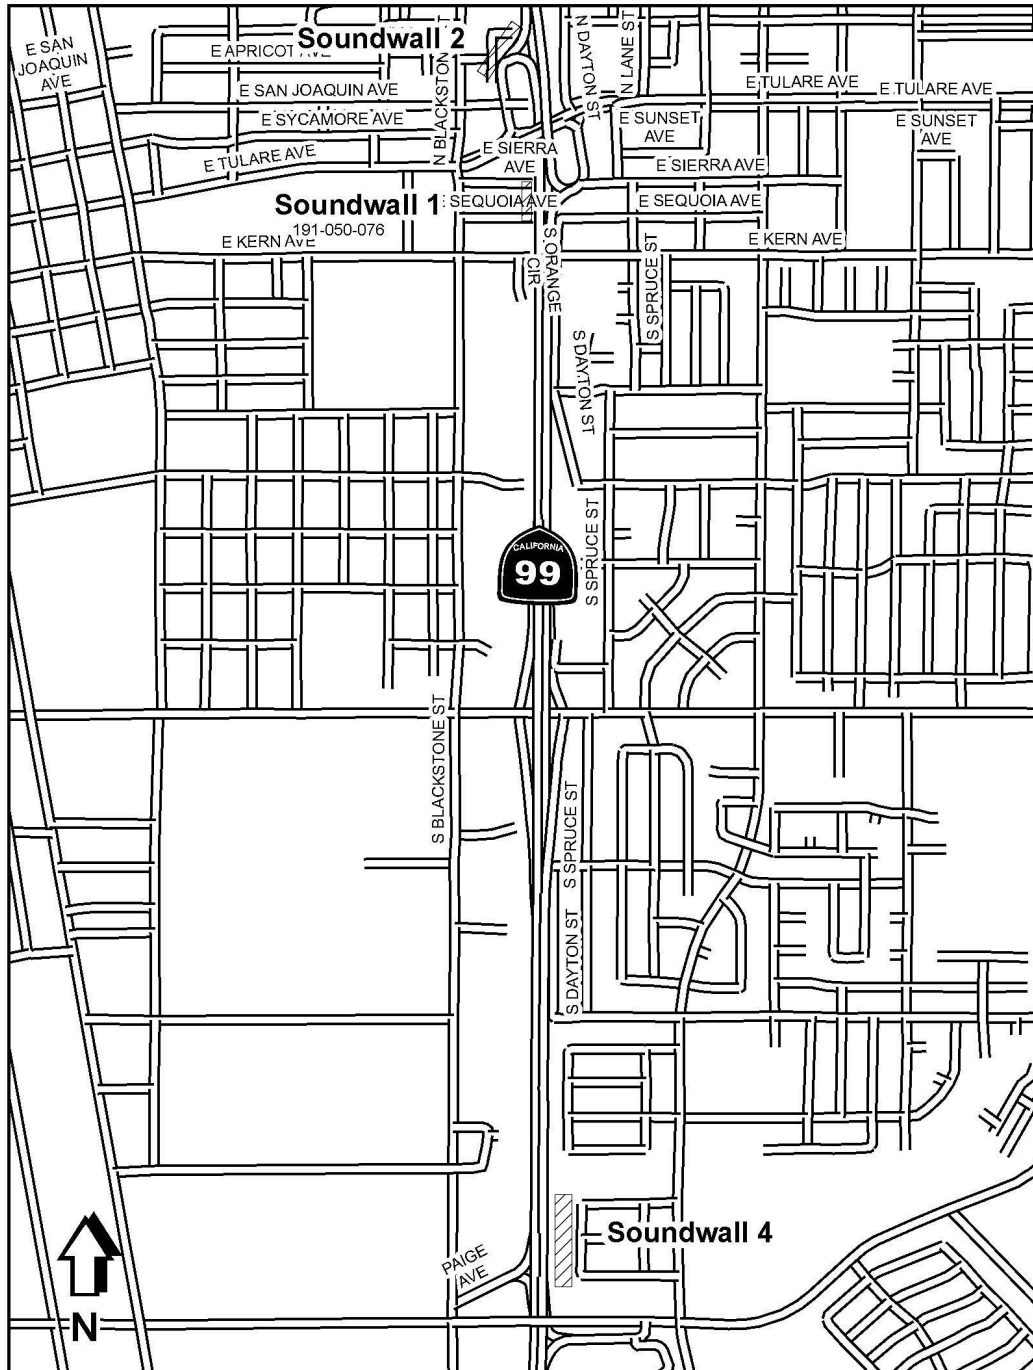 E SAN
JOAQUIN
AVE
E APRICOT AVE
Soundwall 2
N BLACKSTONE ST
N DAYTON ST
N LANE ST
E SAN JOAQUIN AVE
E TULARE AVE
E TULARE AVE
E SYCAMORE AVE
E SUNSET
AVE
E SUNSET
AVE
E TULARE AVE
E SIERRA
AVE
E SIERRA AVE
Soundwall 1
191-050-076
E SEQUOIA AVE
E SEQUOIA AVE
E KERN AVE
E KERN AVE
S ORANGE
CIR
S SPRUCE ST
S DAYTON ST
S SPRUCE ST
CALIFORNIA
99
S BLACKSTONE ST
S SPRUCE ST
S DAYTON ST
Soundwall 4
PAIGE
AVE
N